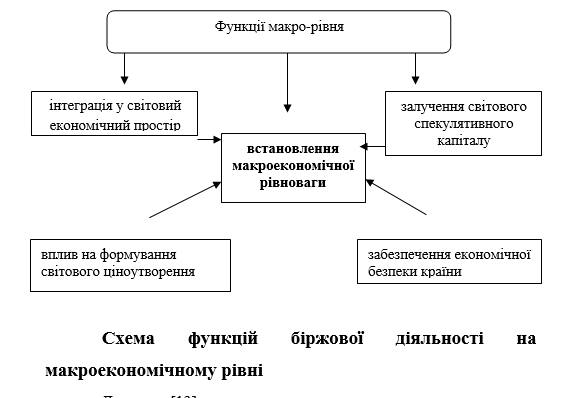 Функції макро-рівня
інтеграція у світовий
економічний простір
залучення світового
спекулятивного
капіталу
встановлення
макроекономічної
рівноваги
вплив на формування
світового ціноутворення
забезпечення економічної
безпеки країни
Схема функцій біржової діяльності на
макроекономічному рівні